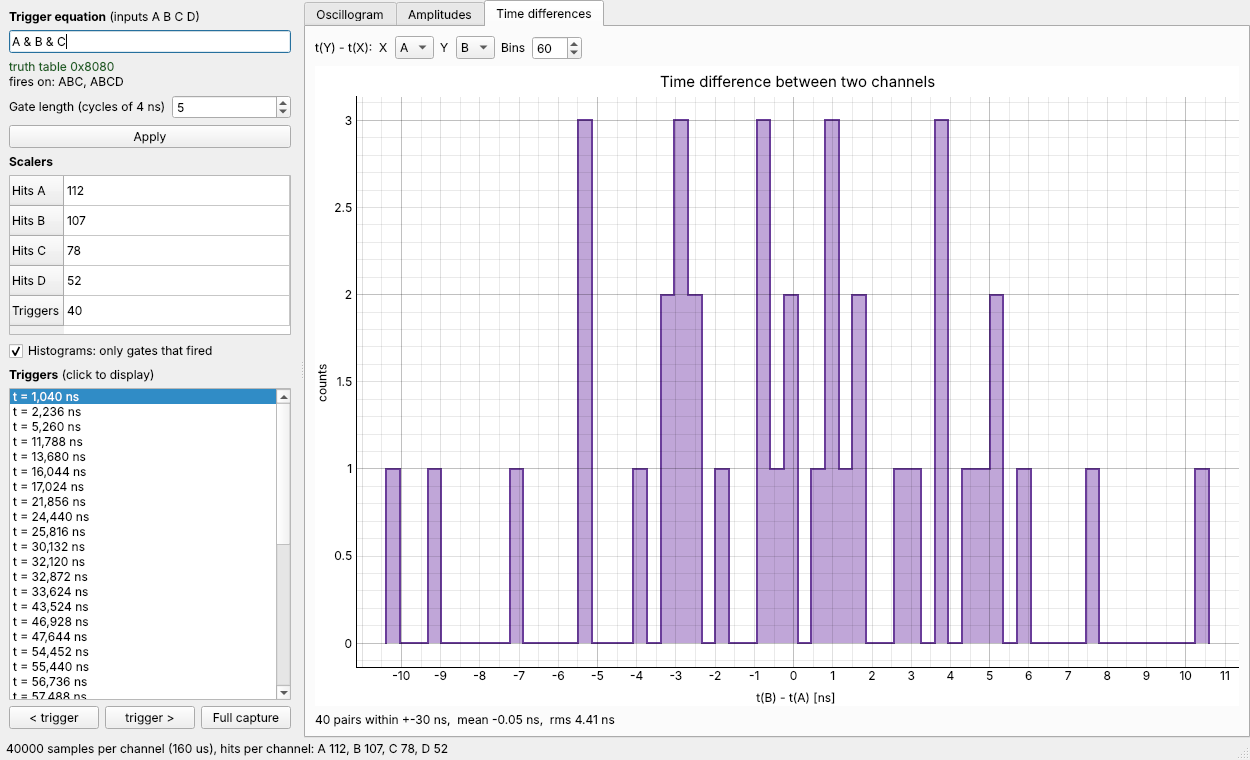 Trigger equation (inputs A B C D)
A & B & C
truth table 0x8080
fires on: ABC, ABCD
Gate length (cycles of 4 ns) 5
Apply
Scalers
Hits A 112
Hits B 107
Hits C 78
Hits D 52
Triggers 40
Histograms: only gates that fired
Triggers (click to display)
t = 1,040 ns
t = 2,236 ns
t = 5,260 ns
t = 11,788 ns
t = 13,680 ns
t = 16,044 ns
t = 17,024 ns
t = 21,856 ns
t = 24,440 ns
t = 25,816 ns
t = 30,132 ns
t = 32,120 ns
t = 32,872 ns
t = 33,624 ns
t = 43,524 ns
t = 46,928 ns
t = 47,644 ns
t = 54,452 ns
t = 55,440 ns
t = 56,736 ns
t = 57,488 ns
< trigger trigger > Full capture
Oscillogram Amplitudes Time differences
t(Y) - t(X): X A Y B Bins 60
Time difference between two channels
counts
3
2.5
2
1.5
1
0.5
0
-10 -9 -8 -7 -6 -5 -4 -3 -2 -1 0 1 2 3 4 5 6 7 8 9 10 11
t(B) - t(A) [ns]
40 pairs within +-30 ns, mean -0.05 ns, rms 4.41 ns
40000 samples per channel (160 us), hits per channel: A 112, B 107, C 78, D 52